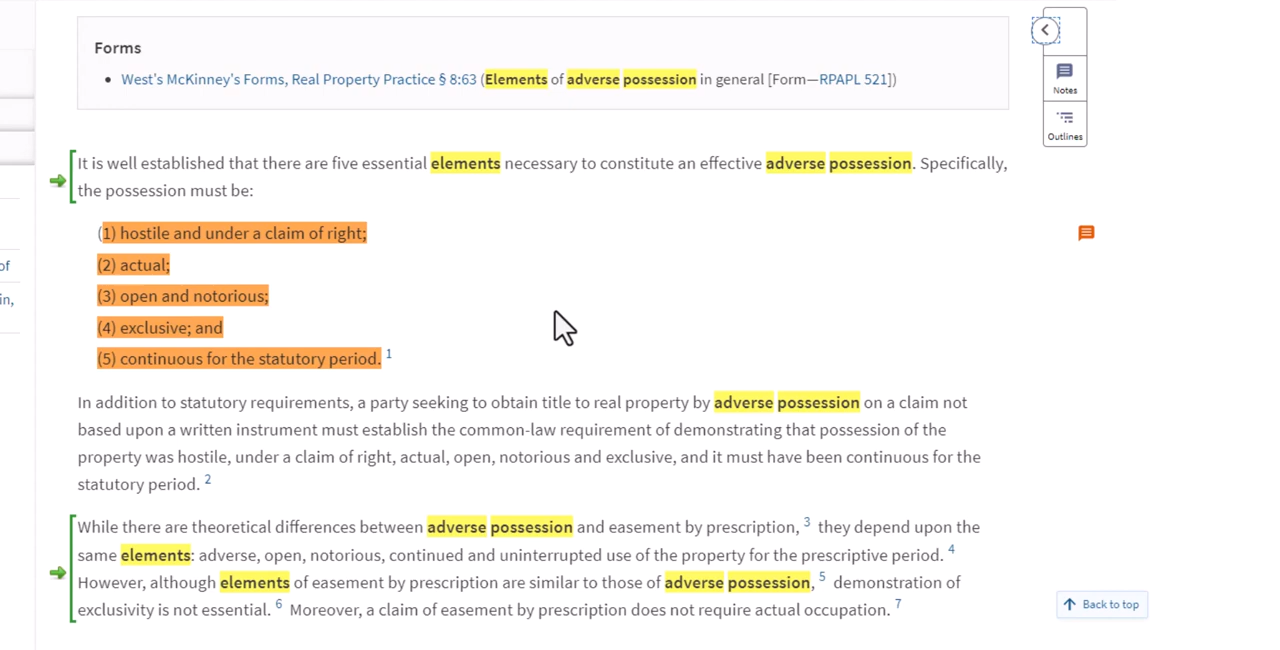 Forms
• West's McKinney's Forms, Real Property Practice § 8:63 (Elements of adverse possession in general [Form—RPAPL 521])
Notes
Outlines
It is well established that there are five essential elements necessary to constitute an effective adverse possession. Specifically,
the possession must be:
(1) hostile and under a claim of right;
(2) actual;
of
(3) open and notorious;
in,
(4) exclusive; and
(5) continuous for the statutory period. 1
In addition to statutory requirements, a party seeking to obtain title to real property by adverse possession on a claim not
based upon a written instrument must establish the common-law requirement of demonstrating that possession of the
property was hostile, under a claim of right, actual, open, notorious and exclusive, and it must have been continuous for the
statutory period. 2
While there are theoretical differences between adverse possession and easement by prescription, 3 they depend upon the
same elements: adverse, open, notorious, continued and uninterrupted use of the property for the prescriptive period. 4
However, although elements of easement by prescription are similar to those of adverse possession, 5 demonstration of
exclusivity is not essential. 6 Moreover, a claim of easement by prescription does not require actual occupation. 7
Back to top